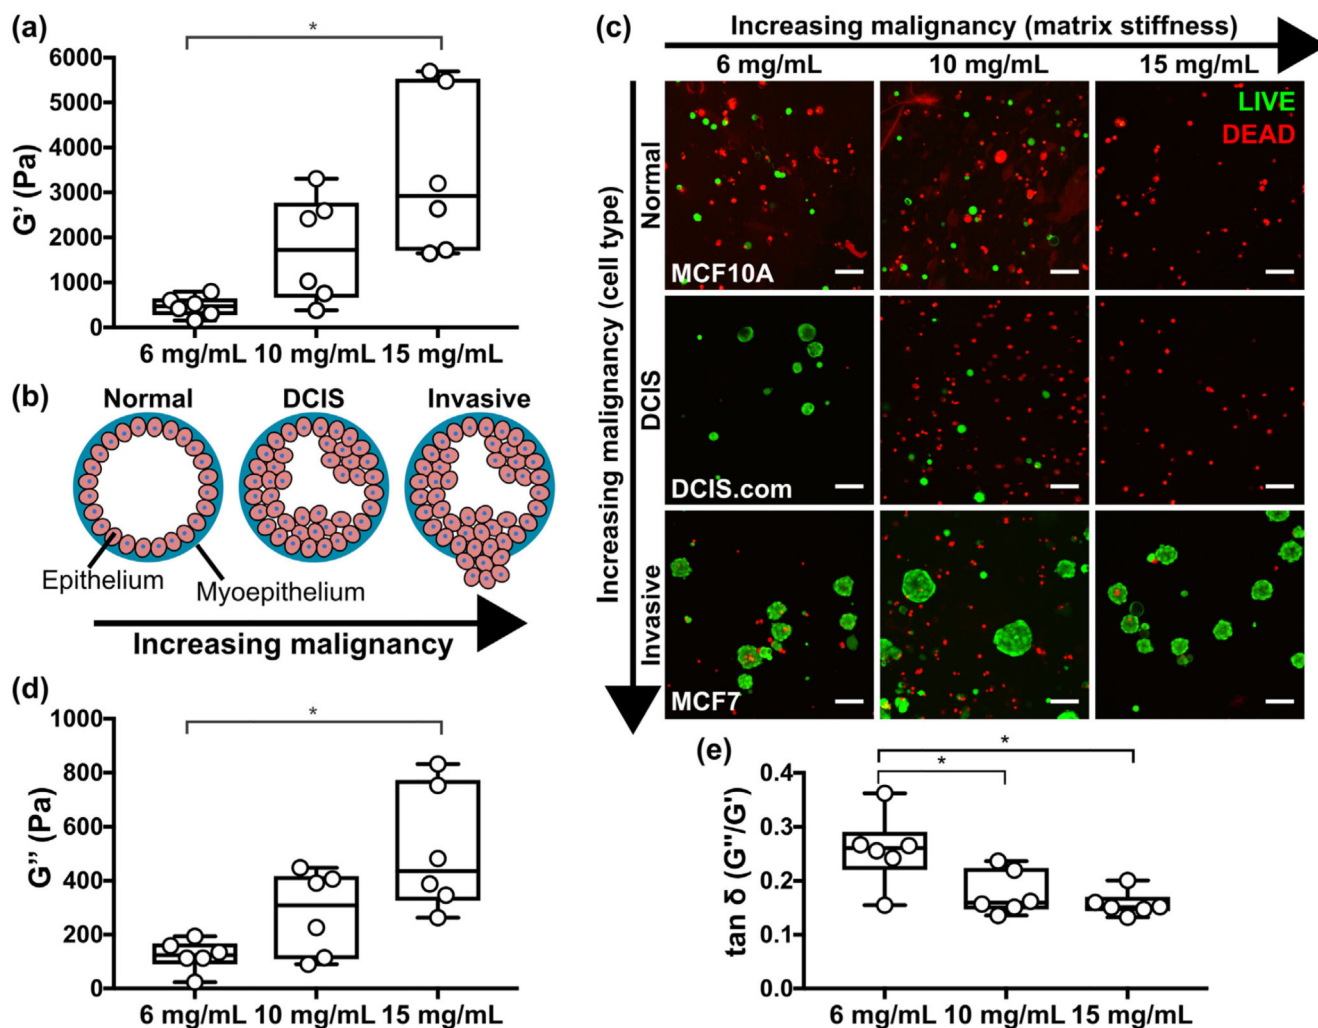 (a)
*
G' (Pa)
6000
5000
4000
3000
2000
1000
0
6 mg/mL 10 mg/mL 15 mg/mL
(b)
Normal DCIS Invasive
Epithelium
Myoepithelium
Increasing malignancy
(c)
Increasing malignancy (matrix stiffness)
6 mg/mL 10 mg/mL 15 mg/mL
Increasing malignancy (cell type)
Normal
LIVE
DEAD
MCF10A
DCIS
DCIS.com
Invasive
MCF7
(d)
*
G" (Pa)
1000
800
600
400
200
0
6 mg/mL 10 mg/mL 15 mg/mL
(e)
*
*
tan δ (G"/G')
0.4
0.3
0.2
0.1
0.0
6 mg/mL 10 mg/mL 15 mg/mL